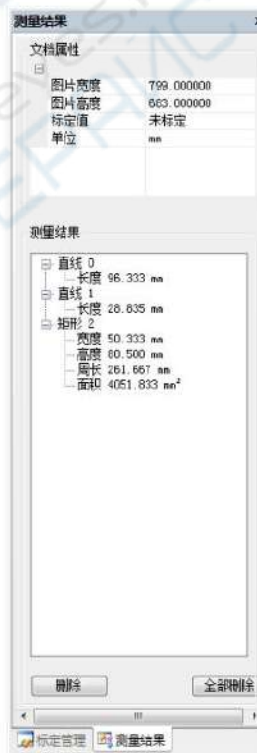 测量结果
文档属性
图片宽度 799.000000
图片高度 663.000000
标定值 未标定
单位 mm
测量结果
直线 0
长度 96.333 mm
直线 1
长度 28.635 mm
矩形 2
宽度 50.333 mm
高度 80.500 mm
周长 261.667 mm
面积 4051.833 mm²
删除 全部删除
标定管理 测量结果